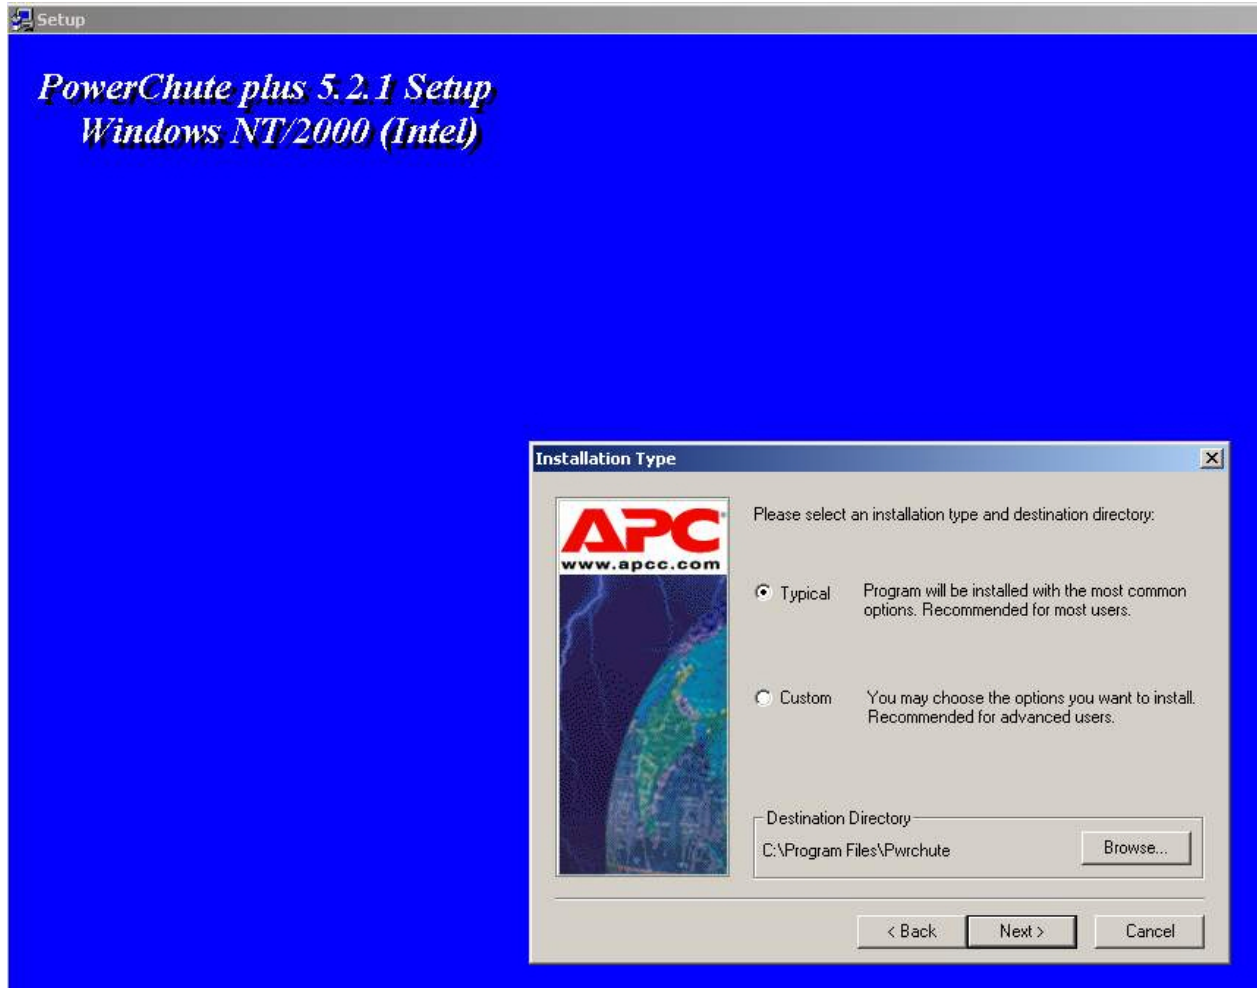 Setup
PowerChute plus 5.2.1 Setup
Windows NT/2000 (Intel)
Installation Type
APC
www.apcc.com
Please select an installation type and destination directory:
Typical
Program will be installed with the most common
options. Recommended for most users.
Custom
You may choose the options you want to install.
Recommended for advanced users.
Destination Directory
C:\Program Files\Pwrchute
Browse...
< Back
Next >
Cancel